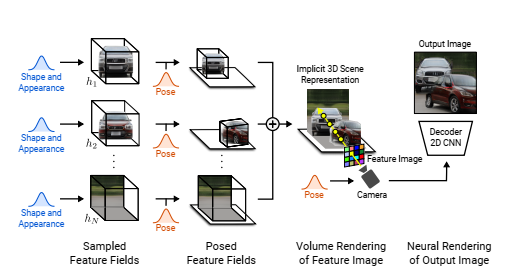 Shape and
Appearance
h1
Pose
Shape and
Appearance
h2
Pose
Shape and
Appearance
hN
Pose
Implicit 3D Scene
Representation
Feature Image
Pose
Camera
Output Image
Decoder
2D CNN
Sampled
Feature Fields
Posed
Feature Fields
Volume Rendering
of Feature Image
Neural Rendering
of Output Image